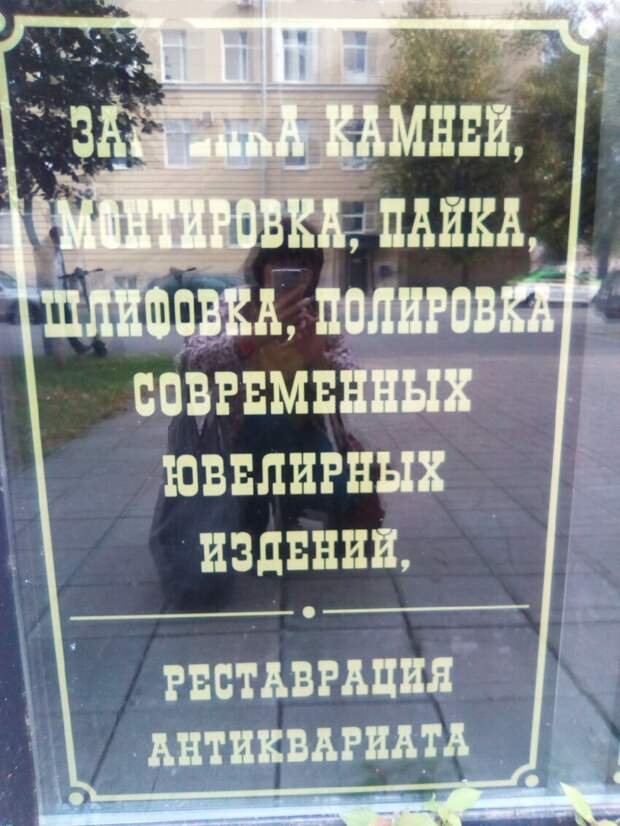 КАМНЕЙ,
МОНТИРОВКА, ПАЙКА,
ШЛИФОВКА, ПОЛИРОВКА
СОВРЕМЕННЫХ
ЮВЕЛИРНЫХ
ИЗДЕНИЙ,
РЕСТАВРАЦИЯ
АНТИКВАРИАТА